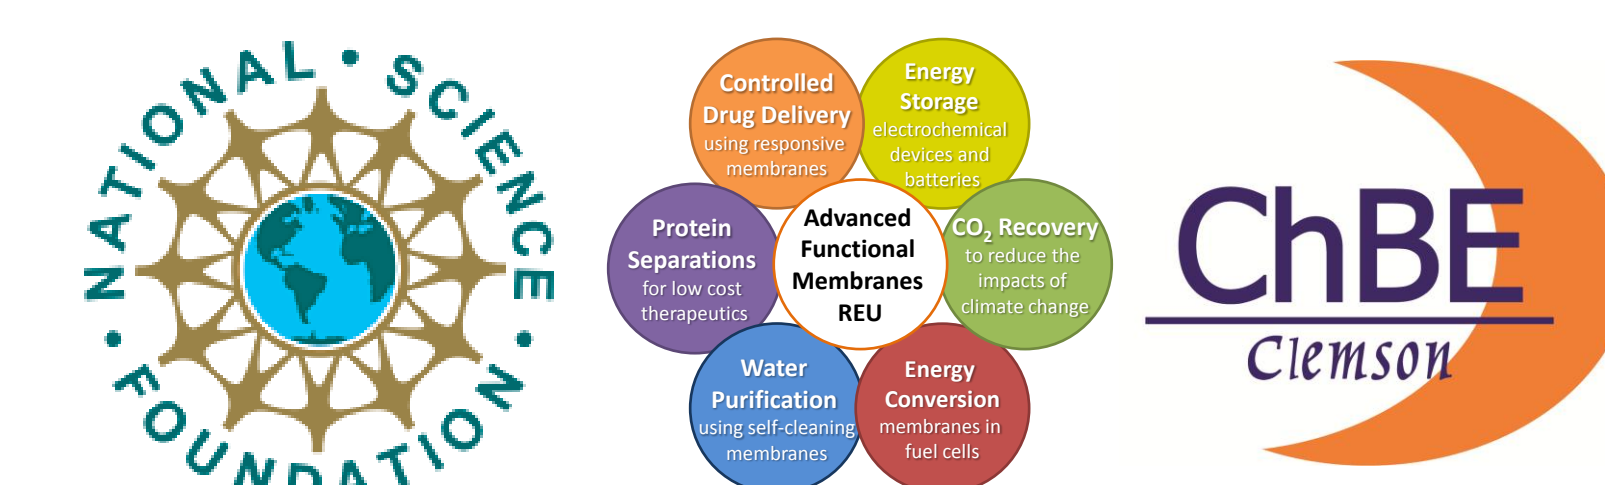 NATIONAL • SCIENCE
• FOUNDATION •
Controlled
Drug Delivery
using responsive
membranes
Energy
Storage
electrochemical
devices and
batteries
Protein
Separations
for low cost
therapeutics
Advanced
Functional
Membranes
REU
CO₂ Recovery
to reduce the
impacts of
climate change
Water
Purification
using self-cleaning
membranes
Energy
Conversion
membranes in
fuel cells
ChBE
Clemson